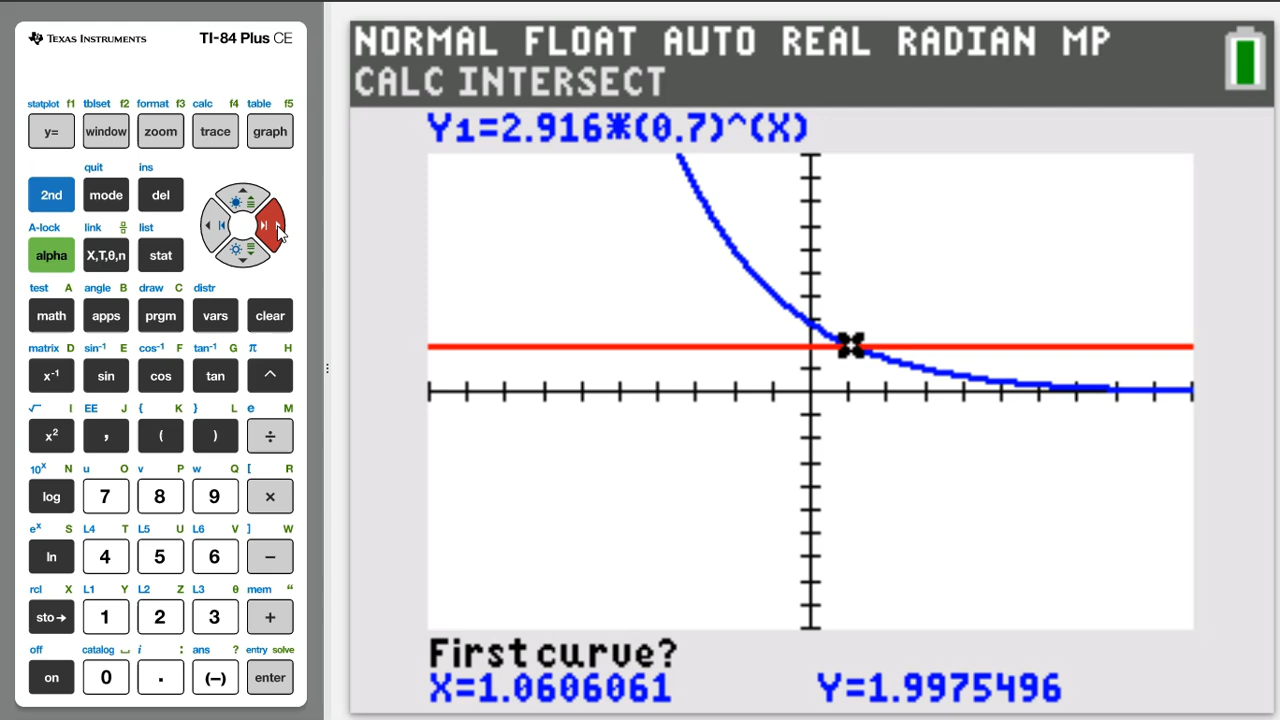 TEXAS INSTRUMENTS TI-84 Plus CE
statplot f1 tblset f2 format f3 calc f4 table f5
y= window zoom trace graph
quit ins
2nd mode del
A-lock link list
alpha X,T,θ,n stat
test A angle B draw C distr
math apps prgm vars clear
matrix D sin⁻¹ E cos⁻¹ F tan⁻¹ G π H
x⁻¹ sin cos tan ^
√ I EE J { K } L e M
x² , ( ) ÷
10ˣ N u O v P w Q [ R
log 7 8 9 ×
eˣ S L4 T L5 U L6 V ] W
ln 4 5 6 −
rcl X L1 Y L2 Z L3 θ mem “
sto→ 1 2 3 +
off catalog ⎵ i : ans ? entry solve
on 0 . (−) enter
NORMAL FLOAT AUTO REAL RADIAN MP
CALC INTERSECT
Y1=2.916*(0.7)^(X)
First curve?
X=1.0606061 Y=1.9975496